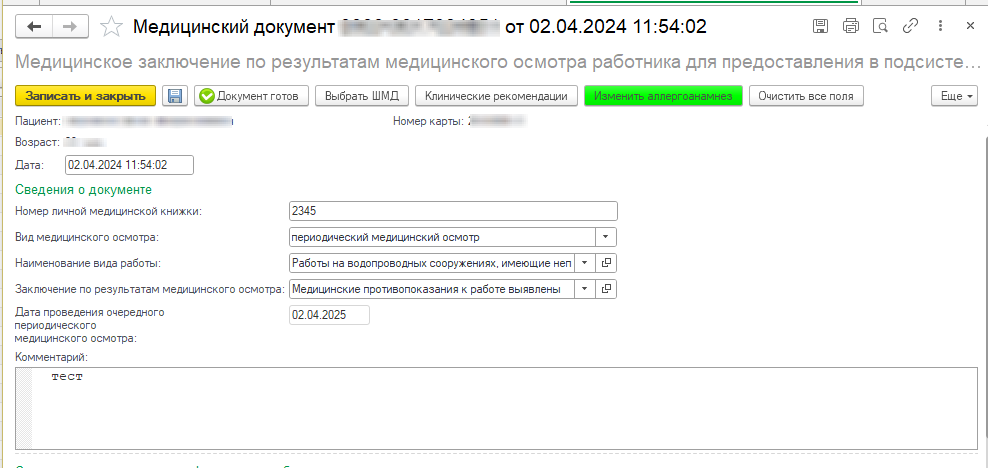 Медицинский документ от 02.04.2024 11:54:02
Медицинское заключение по результатам медицинского осмотра работника для предоставления в подсисте...
Записать и закрыть Документ готов Выбрать ШМД Клинические рекомендации Изменить аллергоанамнез Очистить все поля Еще
Пациент: Номер карты:
Возраст:
Дата: 02.04.2024 11:54:02
Сведения о документе
Номер личной медицинской книжки: 2345
Вид медицинского осмотра: периодический медицинский осмотр
Наименование вида работы: Работы на водопроводных сооружениях, имеющие неп
Заключение по результатам медицинского осмотра: Медицинские противопоказания к работе выявлены
Дата проведения очередного 02.04.2025
периодического
медицинского осмотра:
Комментарий:
тест